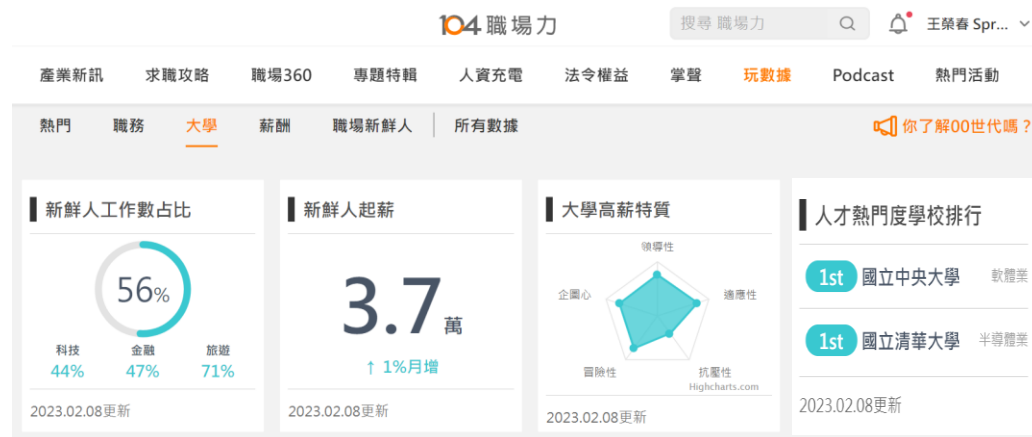 104 職場力
搜尋 職場力
王榮春 Spr...
產業新訊 求職攻略 職場360 專題特輯 人資充電 法令權益 掌聲 玩數據 Podcast 熱門活動
熱門 職務 大學 薪酬 職場新鮮人 所有數據
你了解00世代嗎？
新鮮人工作數占比
56%
科技 金融 旅遊
44% 47% 71%
2023.02.08更新
新鮮人起薪
3.7萬
↑ 1%月增
2023.02.08更新
大學高薪特質
領導性
企圖心 適應性
冒險性 抗壓性
Highcharts.com
2023.02.08更新
人才熱門度學校排行
1st 國立中央大學 軟體業
1st 國立清華大學 半導體業
2023.02.08更新